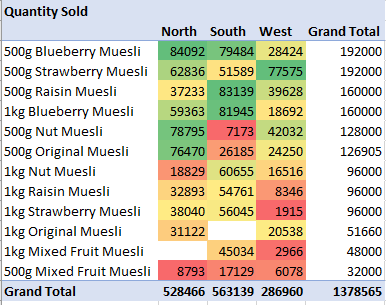 Quantity Sold
North South West Grand Total
500g Blueberry Muesli 84092 79484 28424 192000
500g Strawberry Muesli 62836 51589 77575 192000
500g Raisin Muesli 37233 83139 39628 160000
1kg Blueberry Muesli 59363 81945 18692 160000
500g Nut Muesli 78795 7173 42032 128000
500g Original Muesli 76470 26185 24250 126905
1kg Nut Muesli 18829 60655 16516 96000
1kg Raisin Muesli 32893 54761 8346 96000
1kg Strawberry Muesli 38040 56045 1915 96000
1kg Original Muesli 31122 20538 51660
1kg Mixed Fruit Muesli 45034 2966 48000
500g Mixed Fruit Muesli 8793 17129 6078 32000
Grand Total 528466 563139 286960 1378565